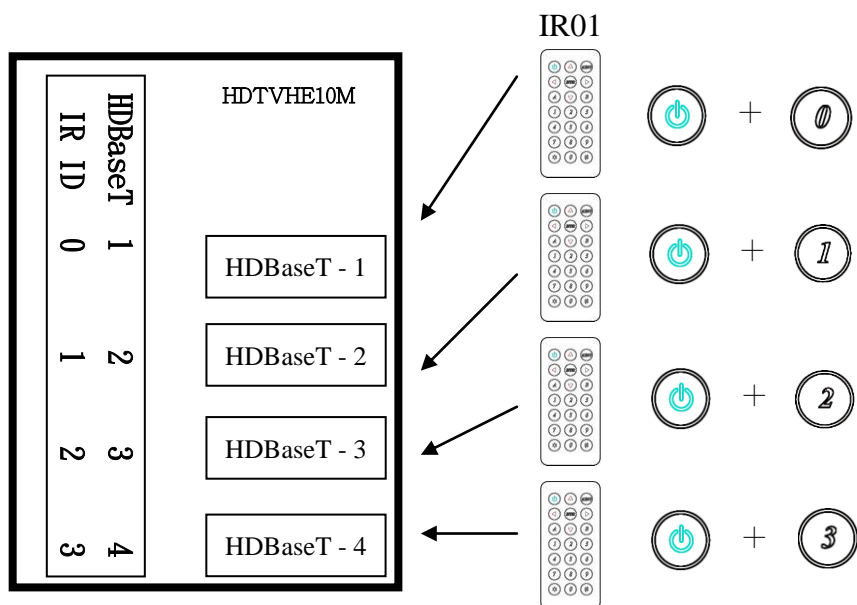 IR01
HDTVHE10M
HDBaseT 1 2 3 4
IR ID 0 1 2 3
HDBaseT - 1
HDBaseT - 2
HDBaseT - 3
HDBaseT - 4
+ 0
+ 1
+ 2
+ 3